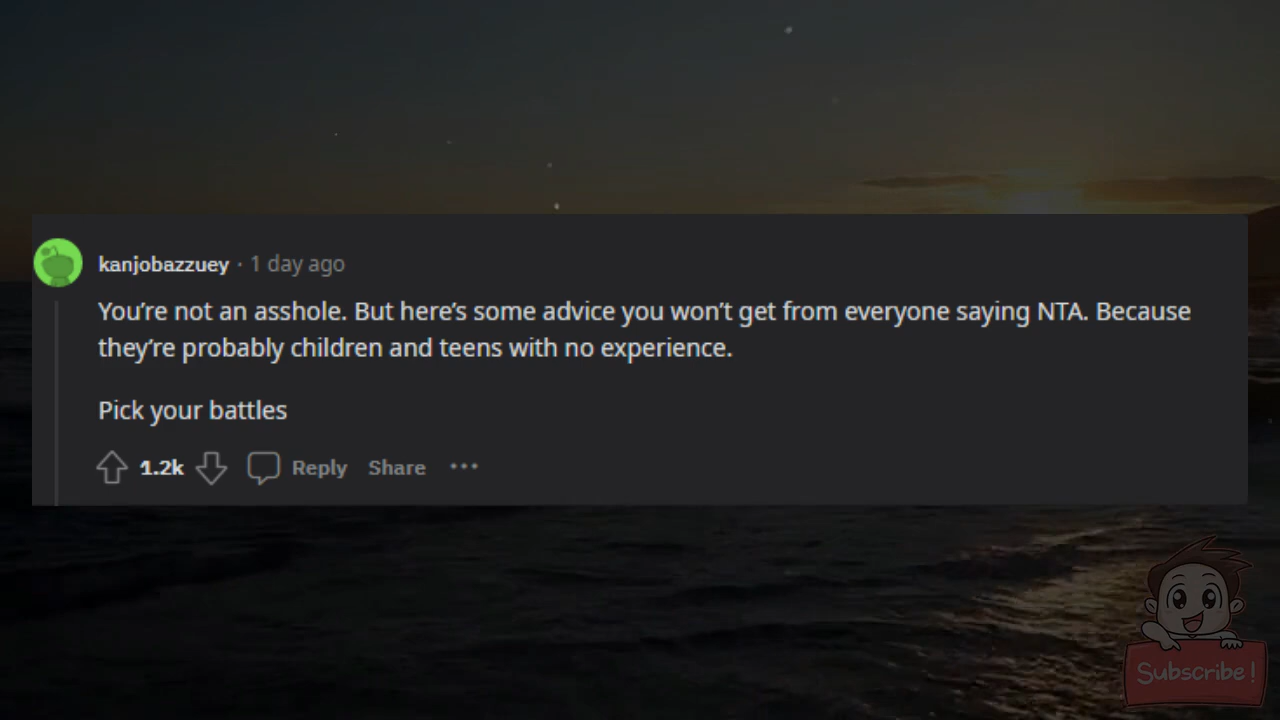 kanjobazzuey · 1 day ago
You’re not an asshole. But here’s some advice you won’t get from everyone saying NTA. Because
they’re probably children and teens with no experience.
Pick your battles
1.2k Reply Share ···
Subscribe !